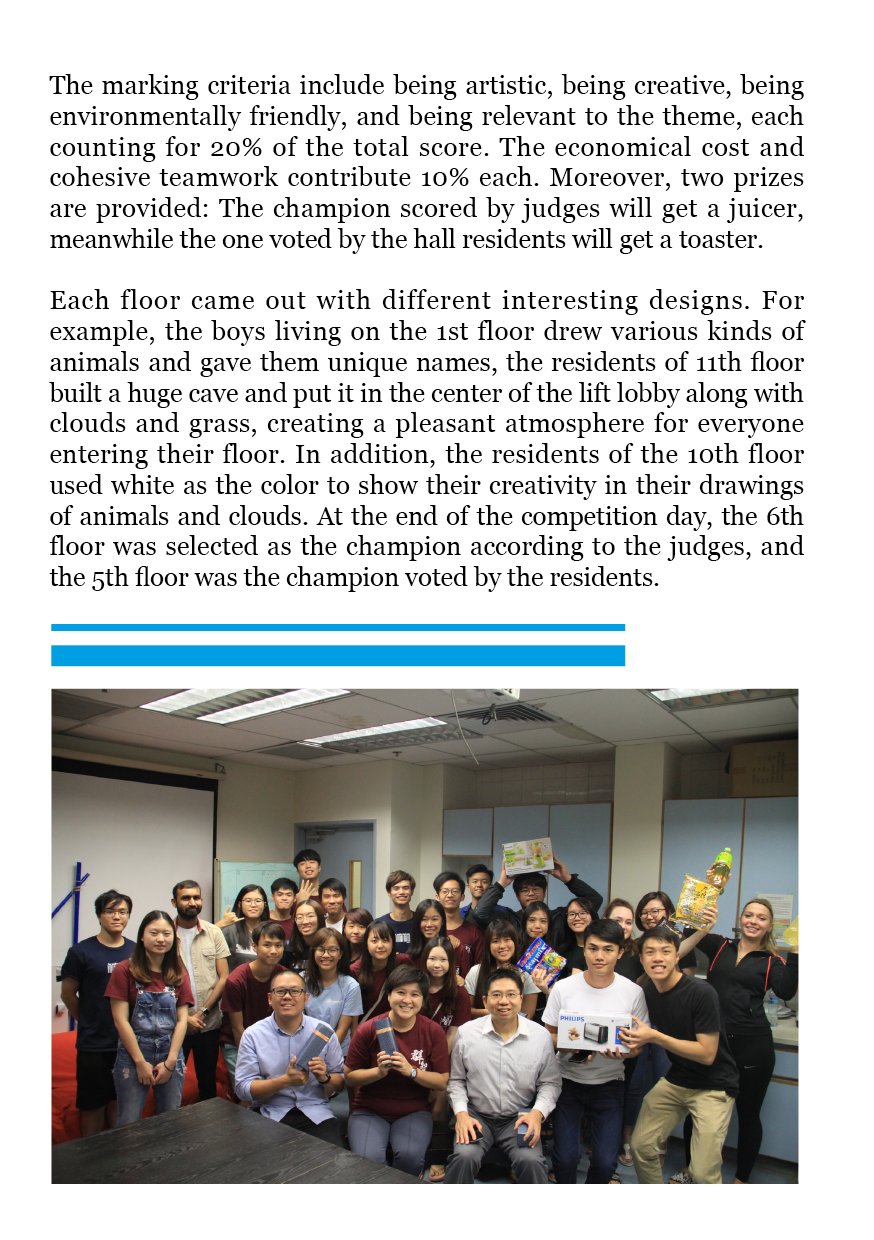 The marking criteria include being artistic, being creative, being
environmentally friendly, and being relevant to the theme, each
counting for 20% of the total score. The economical cost and
cohesive teamwork contribute 10% each. Moreover, two prizes
are provided: The champion scored by judges will get a juicer,
meanwhile the one voted by the hall residents will get a toaster.
Each floor came out with different interesting designs. For
example, the boys living on the 1st floor drew various kinds of
animals and gave them unique names, the residents of 11th floor
built a huge cave and put it in the center of the lift lobby along with
clouds and grass, creating a pleasant atmosphere for everyone
entering their floor. In addition, the residents of the 10th floor
used white as the color to show their creativity in their drawings
of animals and clouds. At the end of the competition day, the 6th
floor was selected as the champion according to the judges, and
the 5th floor was the champion voted by the residents.
PHILIPS